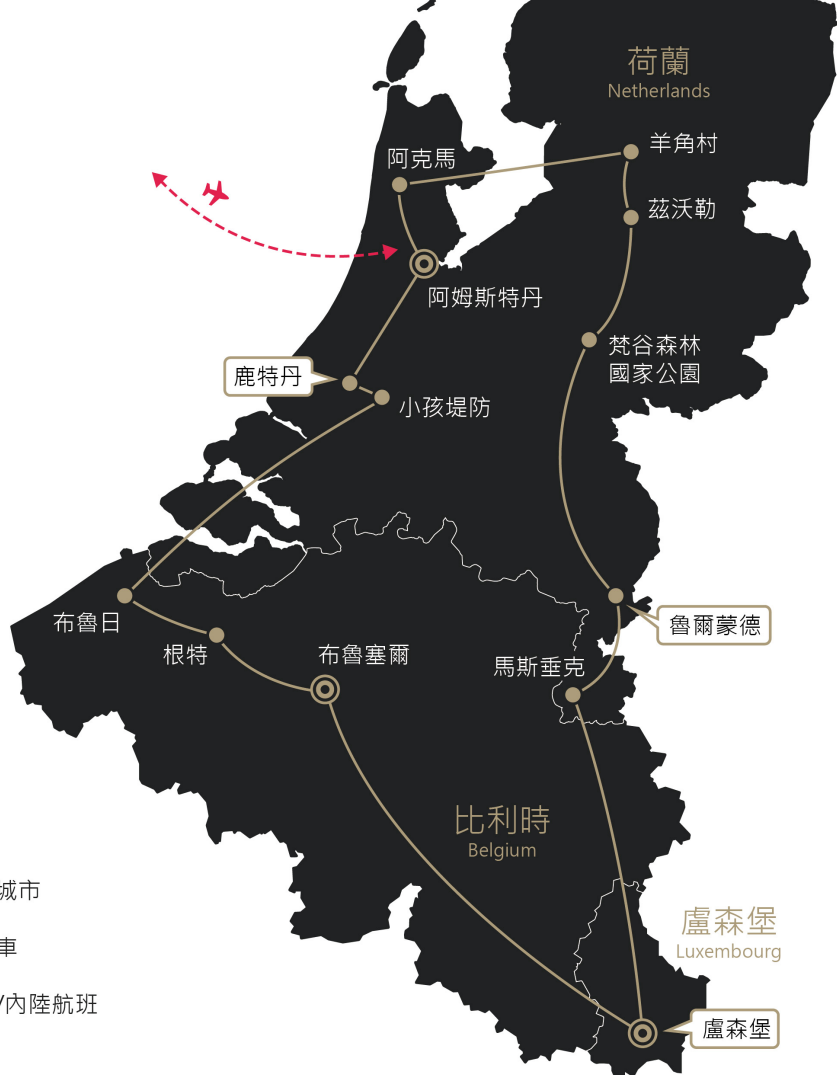 荷蘭
Netherlands
羊角村
阿克馬
茲沃勒
阿姆斯特丹
梵谷森林
國家公園
鹿特丹
小孩堤防
布魯日
魯爾蒙德
根特
布魯塞爾
馬斯垂克
比利時
Belgium
城市
盧森堡
Luxembourg
車
/內陸航班
盧森堡